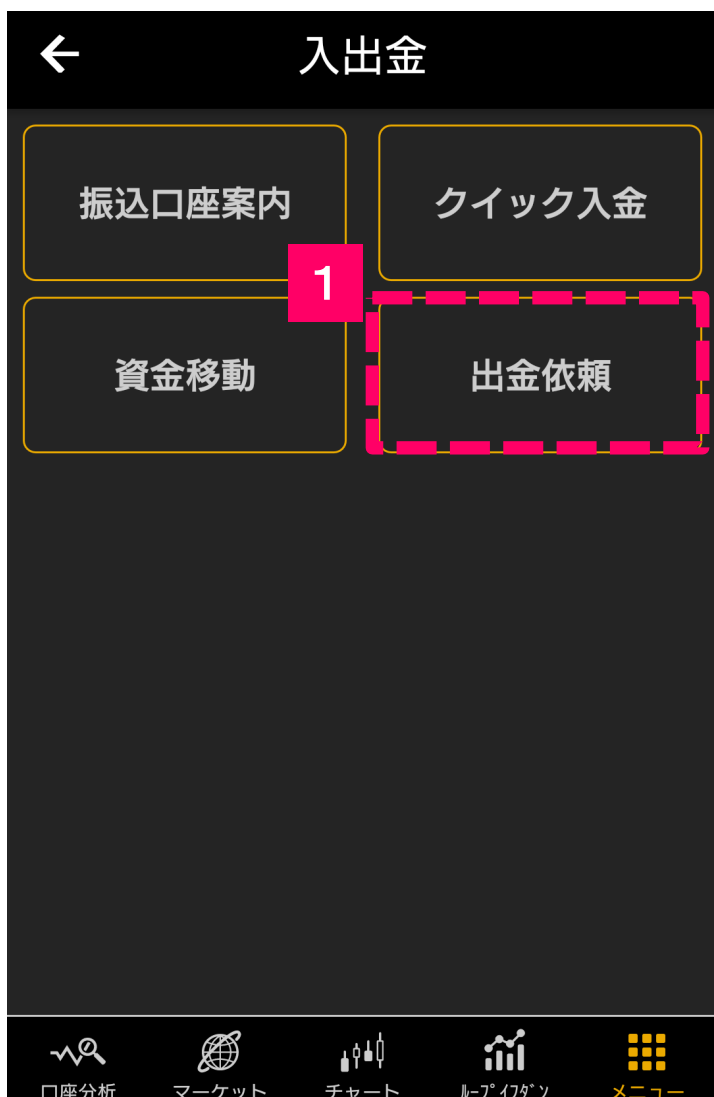 入出金
振込口座案内
クイック入金
1
資金移動
出金依頼
口座分析
マーケット
チャート
ﾙｰﾌﾟｲﾌﾀﾞﾝ
メニュー